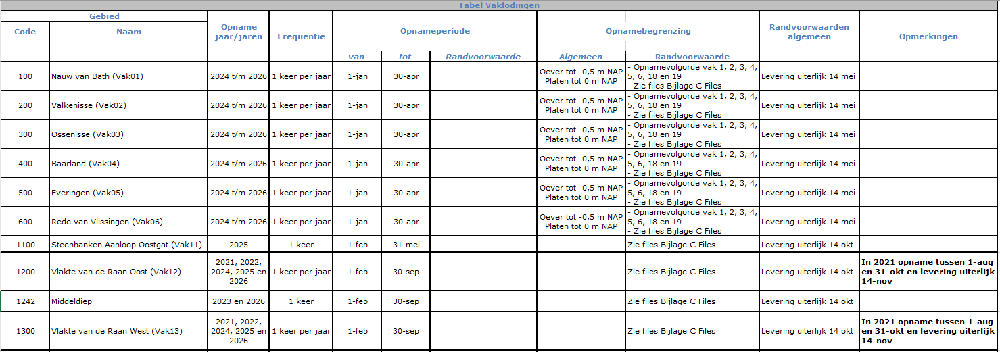 Tabel Vaklodingen
Gebied
Code
Naam
Opname
jaar/jaren
Frequentie
Opnameperiode
Opnamebegrenzing
Randvoorwaarden
algemeen
Opmerkingen
van
tot
Randvoorwaarde
Algemeen
Randvoorwaarde
100
Nauw van Bath (Vak01)
2024 t/m 2026
1 keer per jaar
1-jan
30-apr
Oever tot -0,5 m NAP
Platen tot 0 m NAP
- Opnamevolgorde vak 1, 2, 3, 4,
5, 6, 18 en 19
- Zie files Bijlage C Files
Levering uiterlijk 14 mei
200
Valkenisse (Vak02)
2024 t/m 2026
1 keer per jaar
1-jan
30-apr
Oever tot -0,5 m NAP
Platen tot 0 m NAP
- Opnamevolgorde vak 1, 2, 3, 4,
5, 6, 18 en 19
- Zie files Bijlage C Files
Levering uiterlijk 14 mei
300
Ossenisse (Vak03)
2024 t/m 2026
1 keer per jaar
1-jan
30-apr
Oever tot -0,5 m NAP
Platen tot 0 m NAP
- Opnamevolgorde vak 1, 2, 3, 4,
5, 6, 18 en 19
- Zie files Bijlage C Files
Levering uiterlijk 14 mei
400
Baarland (Vak04)
2024 t/m 2026
1 keer per jaar
1-jan
30-apr
Oever tot -0,5 m NAP
Platen tot 0 m NAP
- Opnamevolgorde vak 1, 2, 3, 4,
5, 6, 18 en 19
- Zie files Bijlage C Files
Levering uiterlijk 14 mei
500
Everingen (Vak05)
2024 t/m 2026
1 keer per jaar
1-jan
30-apr
Oever tot -0,5 m NAP
Platen tot 0 m NAP
- Opnamevolgorde vak 1, 2, 3, 4,
5, 6, 18 en 19
- Zie files Bijlage C Files
Levering uiterlijk 14 mei
600
Rede van Vlissingen (Vak06)
2024 t/m 2026
1 keer per jaar
1-jan
30-apr
Oever tot -0,5 m NAP
Platen tot 0 m NAP
- Opnamevolgorde vak 1, 2, 3, 4,
5, 6, 18 en 19
- Zie files Bijlage C Files
Levering uiterlijk 14 mei
1100
Steenbanken Aanloop Oostgat (Vak11)
2025
1 keer
1-feb
31-mei
Zie files Bijlage C Files
Levering uiterlijk 14 okt
1200
Vlakte van de Raan Oost (Vak12)
2021, 2022,
2024, 2025 en
2026
1 keer per jaar
1-feb
30-sep
Zie files Bijlage C Files
Levering uiterlijk 14 okt
In 2021 opname tussen 1-aug
en 31-okt en levering uiterlijk
14-nov
1242
Middeldiep
2023 en 2026
1 keer
1-feb
30-sep
Zie files Bijlage C Files
Levering uiterlijk 14 okt
1300
Vlakte van de Raan West (Vak13)
2021, 2022,
2024, 2025 en
2026
1 keer per jaar
1-feb
30-sep
Zie files Bijlage C Files
Levering uiterlijk 14 okt
In 2021 opname tussen 1-aug
en 31-okt en levering uiterlijk
14-nov